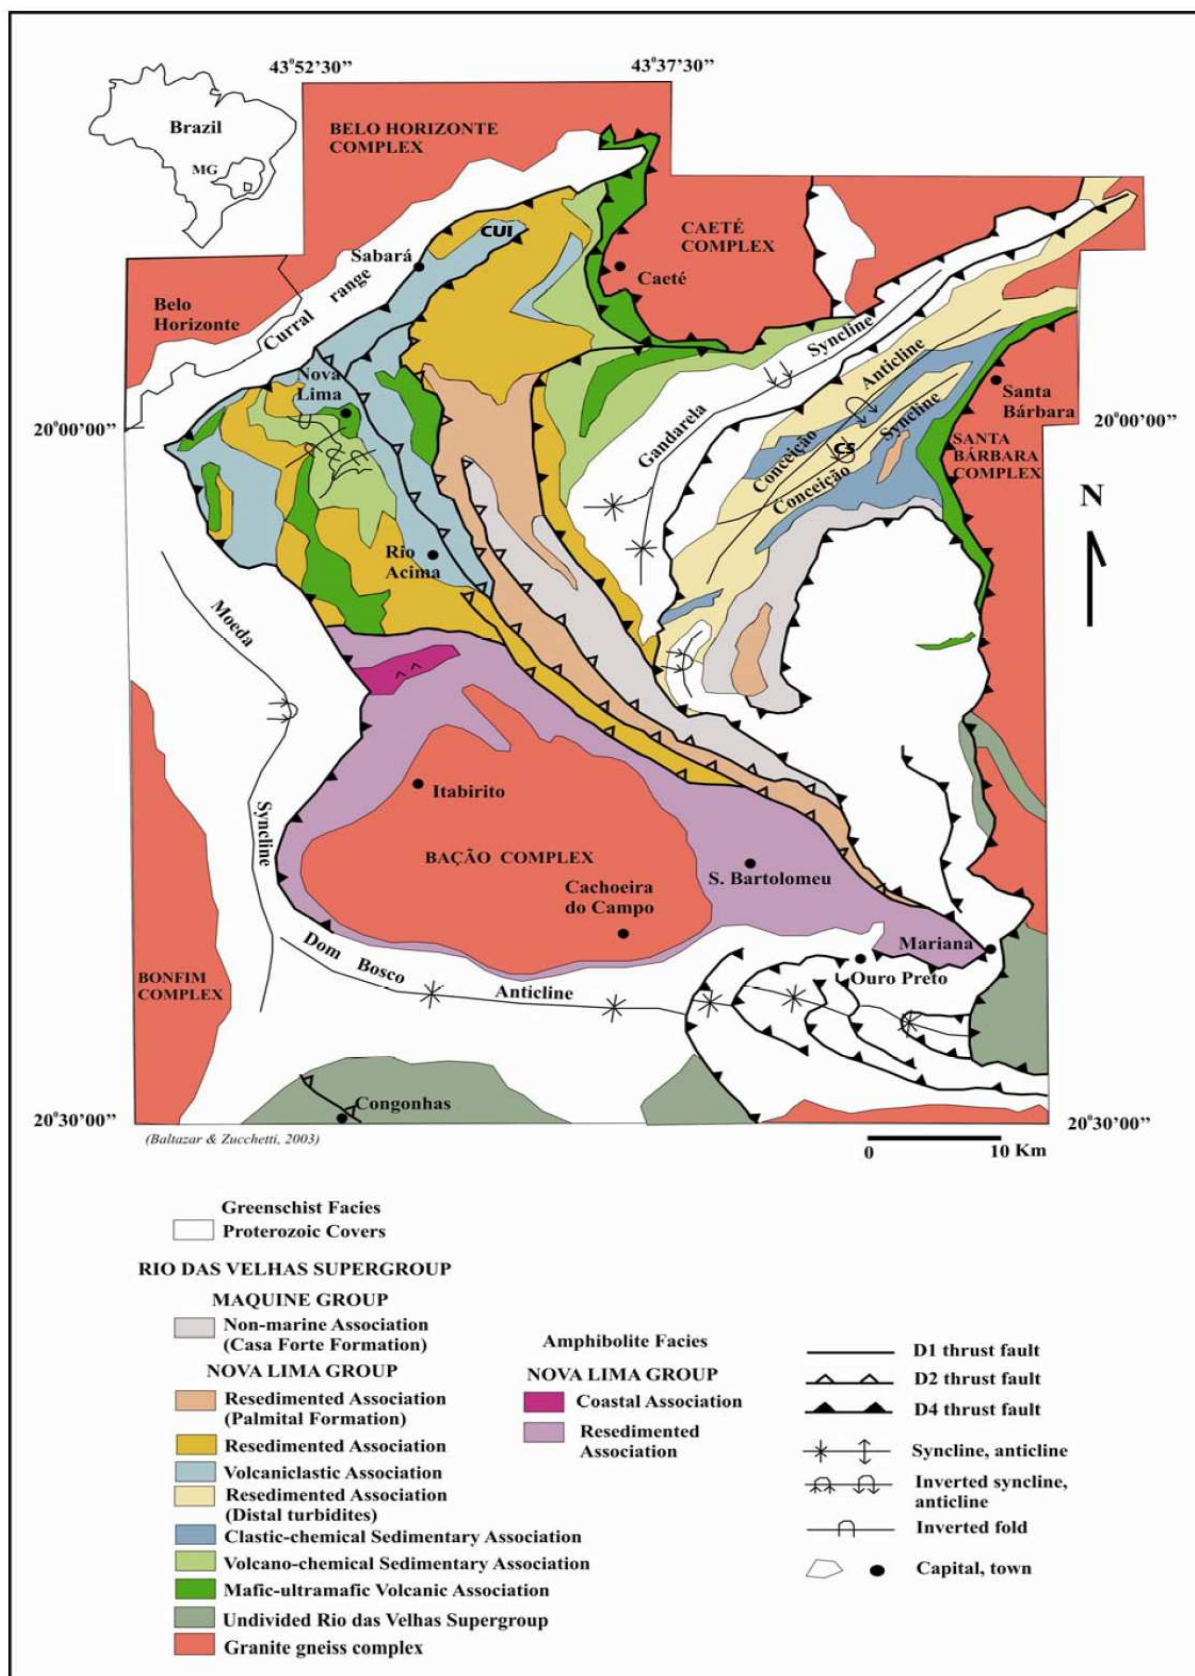 43°52'30"
43°37'30"
Brazil
MG
BELO HORIZONTE
COMPLEX
CAETÉ
COMPLEX
CUI
Sabará
Caeté
Curral range
Belo
Horizonte
Nova
Lima
Syncline
Gandarela
Anticline
Conceição
Syncline
Conceição
CS
Santa
Bárbara
SANTA
BÁRBARA
COMPLEX
20°00'00"
20°00'00"
N
Rio
Acima
Moeda
Syncline
Itabirito
BAÇÃO COMPLEX
S. Bartolomeu
Cachoeira
do Campo
Mariana
Ouro Preto
Dom Bosco
Anticline
BONFIM
COMPLEX
Congonhas
20°30'00"
20°30'00"
(Baltazar & Zucchetti, 2003)
0 10 Km
Greenschist Facies
Proterozoic Covers
RIO DAS VELHAS SUPERGROUP
MAQUINE GROUP
Non-marine Association
(Casa Forte Formation)
NOVA LIMA GROUP
Resedimented Association
(Palmital Formation)
Resedimented Association
Volcaniclastic Association
Resedimented Association
(Distal turbidites)
Clastic-chemical Sedimentary Association
Volcano-chemical Sedimentary Association
Mafic-ultramafic Volcanic Association
Undivided Rio das Velhas Supergroup
Granite gneiss complex
Amphibolite Facies
NOVA LIMA GROUP
Coastal Association
Resedimented
Association
D1 thrust fault
D2 thrust fault
D4 thrust fault
Syncline, anticline
Inverted syncline,
anticline
Inverted fold
Capital, town